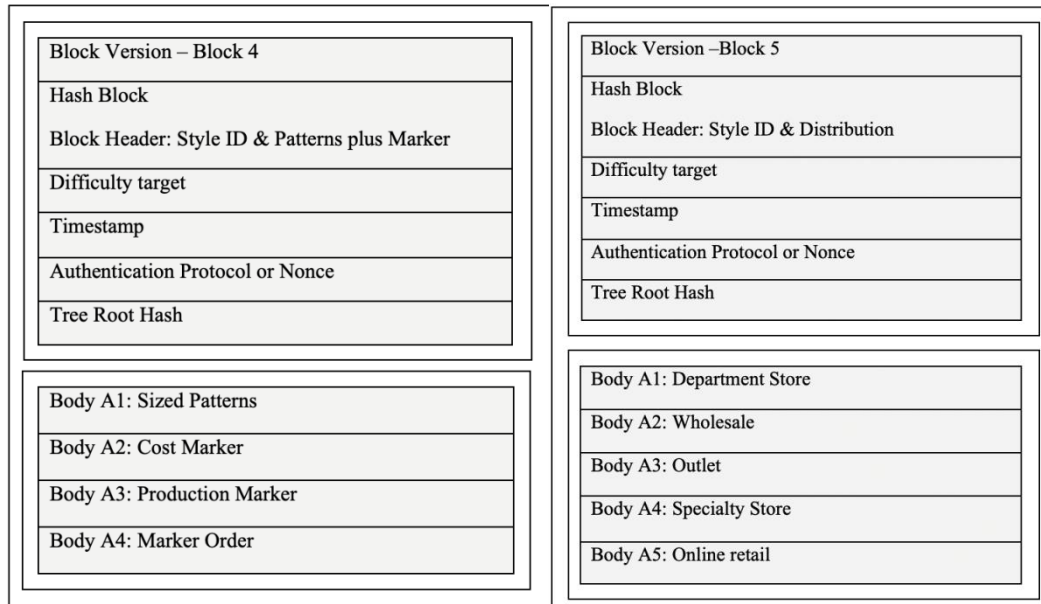 Block Version – Block 4
Hash Block
Block Header: Style ID & Patterns plus Marker
Difficulty target
Timestamp
Authentication Protocol or Nonce
Tree Root Hash
Body A1: Sized Patterns
Body A2: Cost Marker
Body A3: Production Marker
Body A4: Marker Order
Block Version –Block 5
Hash Block
Block Header: Style ID & Distribution
Difficulty target
Timestamp
Authentication Protocol or Nonce
Tree Root Hash
Body A1: Department Store
Body A2: Wholesale
Body A3: Outlet
Body A4: Specialty Store
Body A5: Online retail